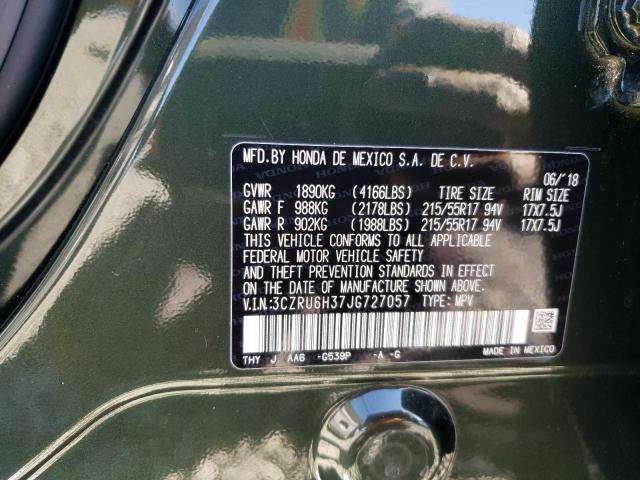 MFD.BY HONDA DE MEXICO S.A. DE C.V.
06/'18
GVWR 1890KG (4166LBS) TIRE SIZE RIM SIZE
GAWR F 988KG (2178LBS) 215/55R17 94V 17X7.5J
GAWR R 902KG (1988LBS) 215/55R17 94V 17X7.5J
THIS VEHICLE CONFORMS TO ALL APPLICABLE
FEDERAL MOTOR VEHICLE SAFETY
AND THEFT PREVENTION STANDARDS IN EFFECT
ON THE DATE OF MANUFACTURE SHOWN ABOVE.
V.I.N:3CZRU6H37JG727057 TYPE: MPV
THY J AA6 -G539P -A -G MADE IN MEXICO